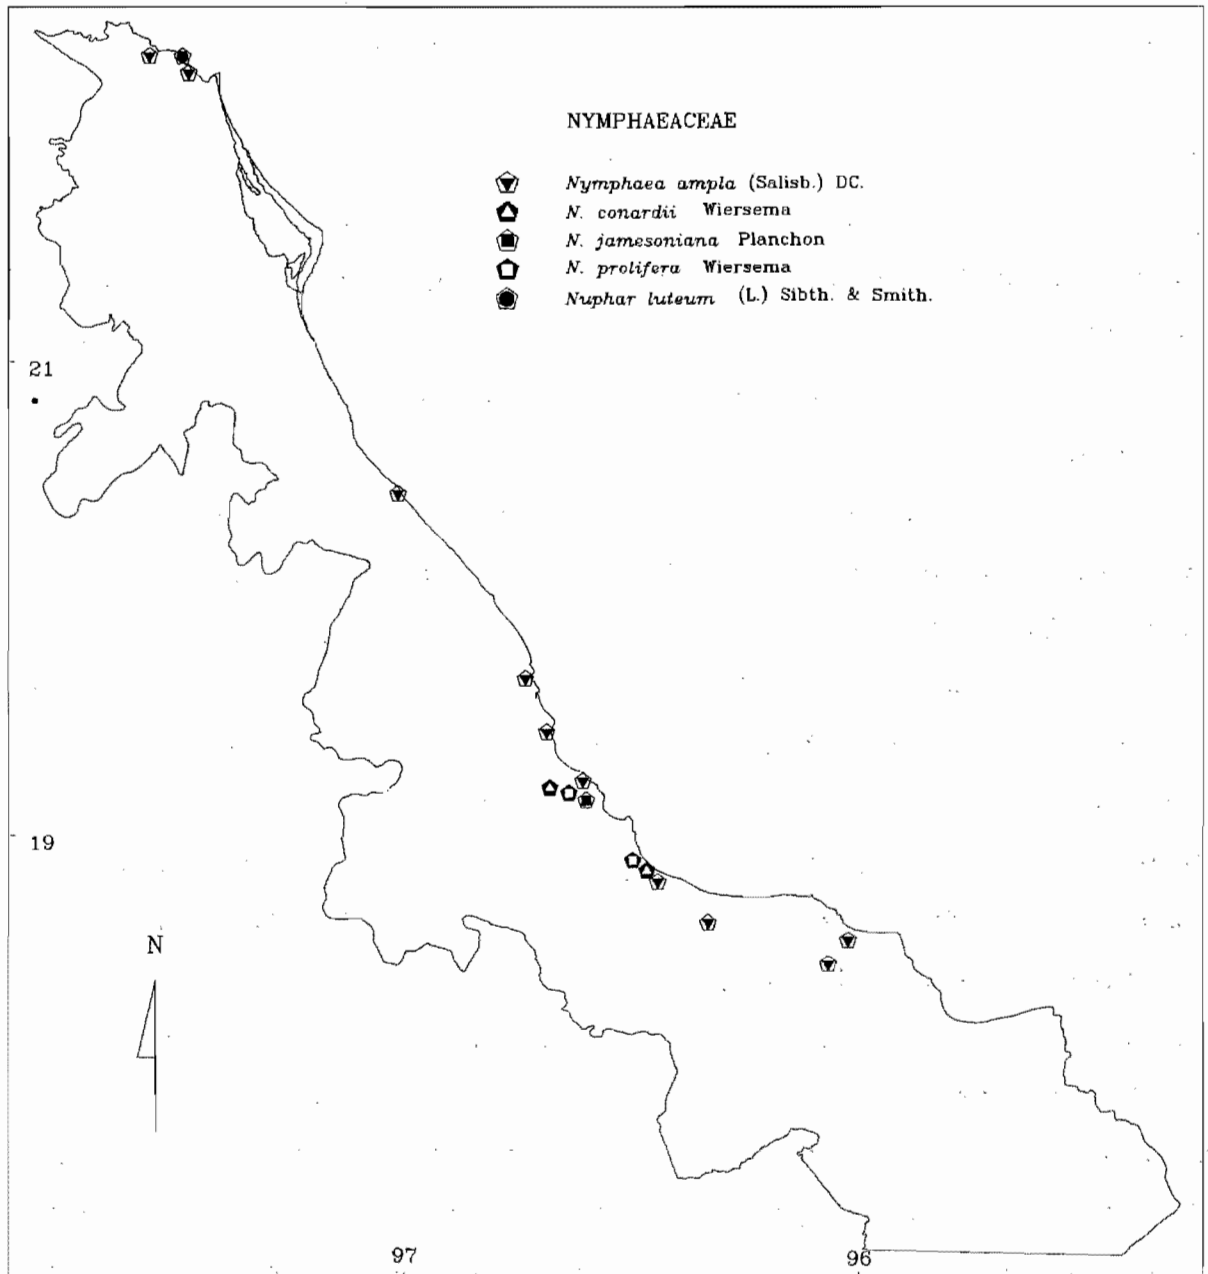 NYMPHAEACEAE
Nymphaea ampla (Salisb.) DC.
N. conardii Wiersema
N. jamesoniana Planchon
N. prolifera Wiersema
Nuphar luteum (L.) Sibth. & Smith.
21
19
N
97
96